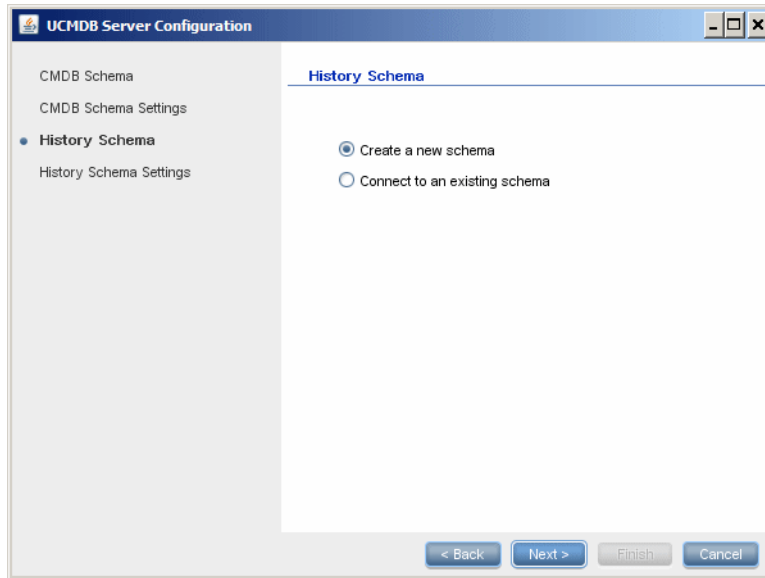 UCMDB Server Configuration
CMDB Schema
CMDB Schema Settings
History Schema
History Schema Settings
History Schema
Create a new schema
Connect to an existing schema
< Back Next > Finish Cancel